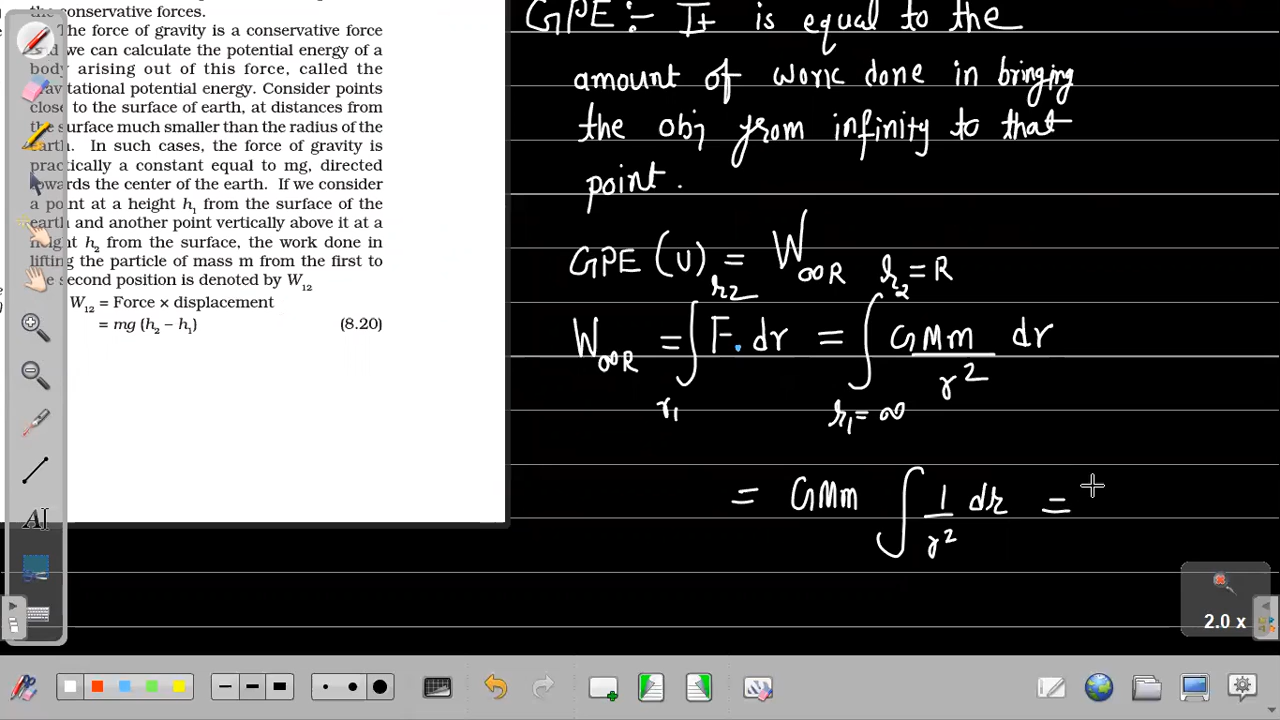 the conservative forces.
The force of gravity is a conservative force
we can calculate the potential energy of a
body arising out of this force, called the
gravitational potential energy. Consider points
close to the surface of earth, at distances from
the surface much smaller than the radius of the
earth. In such cases, the force of gravity is
practically a constant equal to mg, directed
towards the center of the earth. If we consider
a point at a height h₁ from the surface of the
earth and another point vertically above it at a
height h₂ from the surface, the work done in
lifting the particle of mass m from the first to
the second position is denoted by W₁₂
W₁₂ = Force × displacement
= mg (h₂ – h₁) (8.20)
GPE :- It is equal to the
amount of work done in bringing
the obj from infinity to that
point.
GPE (U) = W∞R
W∞R = ∫_{r1}^{r2} F. dr = ∫_{r1=∞}^{r2=R} GMm/r² dr
= GMm ∫ 1/r² dr =
2.0 x